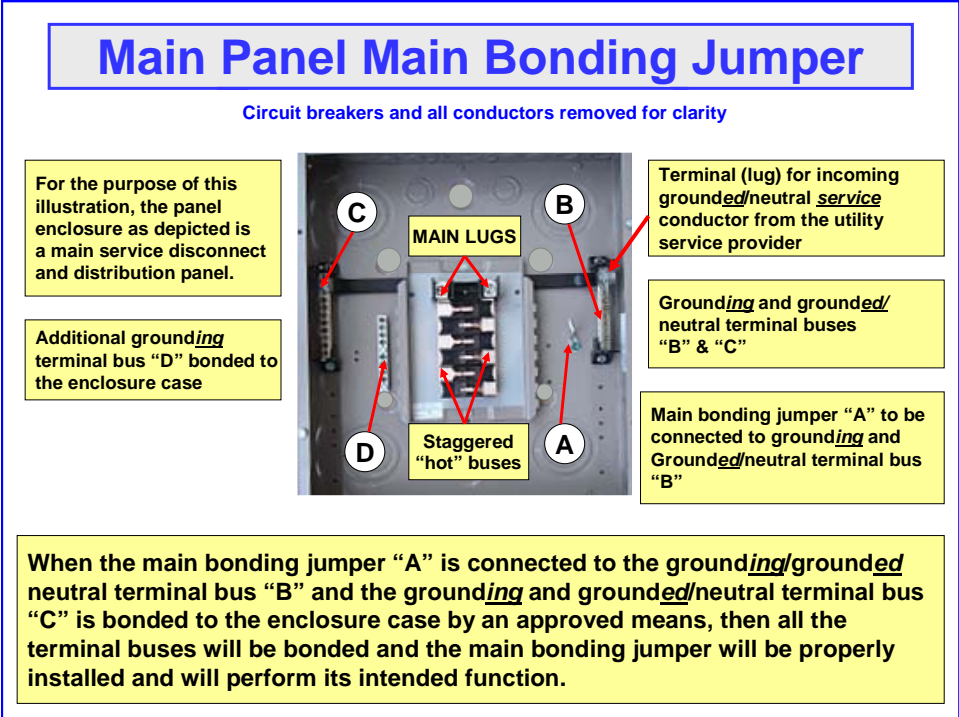 Main Panel Main Bonding Jumper
Circuit breakers and all conductors removed for clarity
For the purpose of this
illustration, the panel
enclosure as depicted is
a main service disconnect
and distribution panel.
Additional grounding
terminal bus “D” bonded to
the enclosure case
C
B
MAIN LUGS
D
Staggered
“hot” buses
A
Terminal (lug) for incoming
grounded/neutral service
conductor from the utility
service provider
Grounding and grounded/
neutral terminal buses
“B” & “C”
Main bonding jumper “A” to be
connected to grounding and
Grounded/neutral terminal bus
“B”
When the main bonding jumper “A” is connected to the grounding/grounded
neutral terminal bus “B” and the grounding and grounded/neutral terminal bus
“C” is bonded to the enclosure case by an approved means, then all the
terminal buses will be bonded and the main bonding jumper will be properly
installed and will perform its intended function.